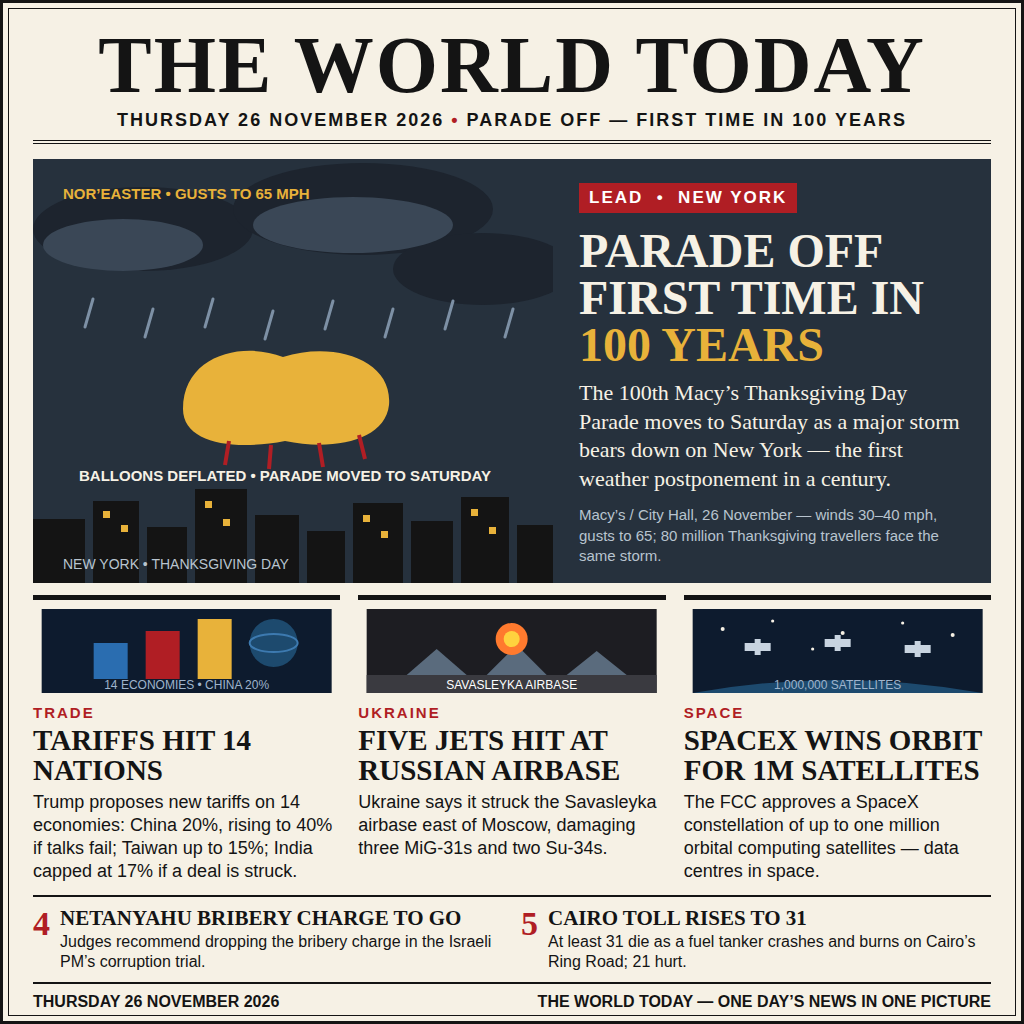 THE WORLD TODAY
THURSDAY 26 NOVEMBER 2026 • PARADE OFF — FIRST TIME IN 100 YEARS
NOR’EASTER • GUSTS TO 65 MPH
BALLOONS DEFLATED • PARADE MOVED TO SATURDAY
NEW YORK • THANKSGIVING DAY
LEAD • NEW YORK
PARADE OFF
FIRST TIME IN
100 YEARS
The 100th Macy’s Thanksgiving Day
Parade moves to Saturday as a major storm
bears down on New York — the first
weather postponement in a century.
Macy’s / City Hall, 26 November — winds 30–40 mph,
gusts to 65; 80 million Thanksgiving travellers face the
same storm.
14 ECONOMIES • CHINA 20%
TRADE
TARIFFS HIT 14
NATIONS
Trump proposes new tariffs on 14
economies: China 20%, rising to 40%
if talks fail; Taiwan up to 15%; India
capped at 17% if a deal is struck.
SAVASLEYKA AIRBASE
UKRAINE
FIVE JETS HIT AT
RUSSIAN AIRBASE
Ukraine says it struck the Savasleyka
airbase east of Moscow, damaging
three MiG-31s and two Su-34s.
1,000,000 SATELLITES
SPACE
SPACEX WINS ORBIT
FOR 1M SATELLITES
The FCC approves a SpaceX
constellation of up to one million
orbital computing satellites — data
centres in space.
4 NETANYAHU BRIBERY CHARGE TO GO
Judges recommend dropping the bribery charge in the Israeli
PM’s corruption trial.
5 CAIRO TOLL RISES TO 31
At least 31 die as a fuel tanker crashes and burns on Cairo’s
Ring Road; 21 hurt.
THURSDAY 26 NOVEMBER 2026
THE WORLD TODAY — ONE DAY’S NEWS IN ONE PICTURE